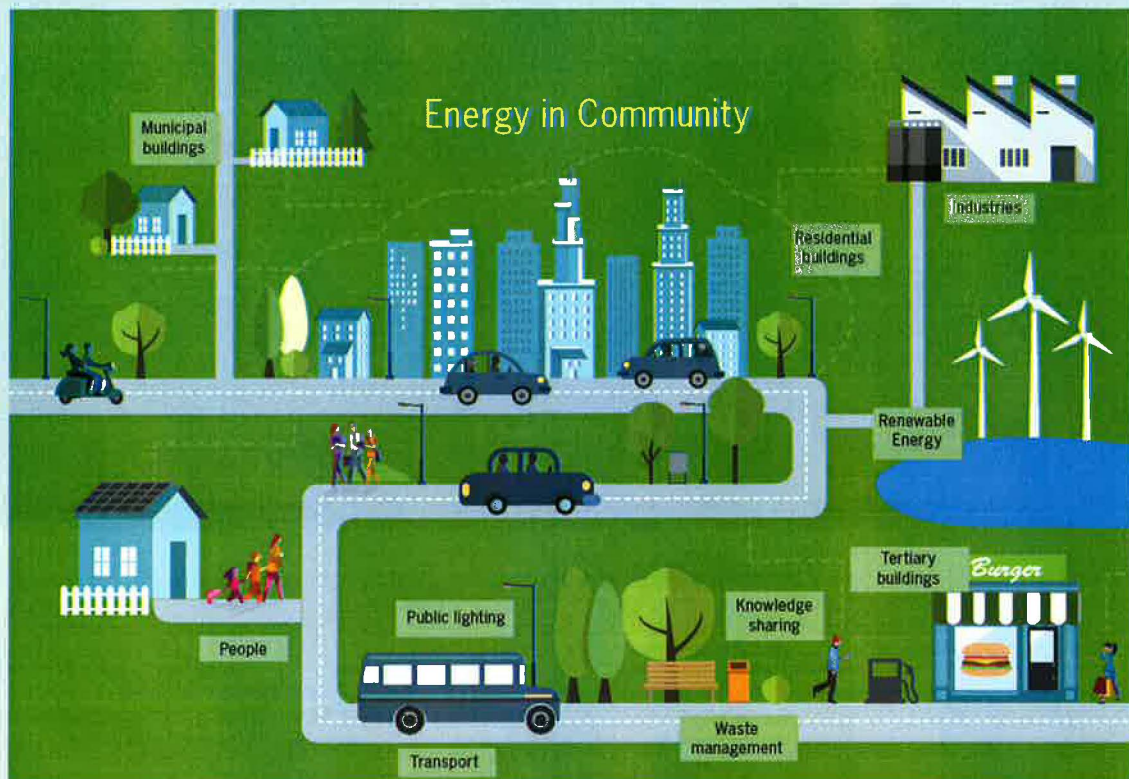 Energy in Community
Municipal
buildings
Industries
Residential
buildings
Renewable
Energy
Tertiary
buildings
Burger
Public lighting
Knowledge
sharing
People
Waste
management
Transport